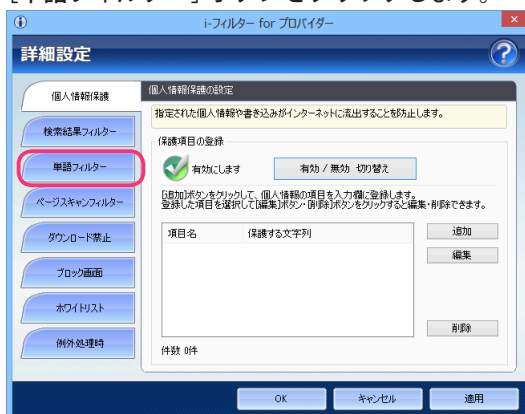 [単語フィルター] ボタンをクリックします。
i-フィルター for プロバイダー
詳細設定
個人情報保護
検索結果フィルター
単語フィルター
ページスキャンフィルター
ダウンロード禁止
ブロック画面
ホワイトリスト
例外処理時
個人情報保護の設定
指定された個人情報や書き込みがインターネットに流出することを防止します。
保護項目の登録
有効にします
有効 / 無効 切り替え
[追加]ボタンをクリックして、個人情報の項目を入力欄に登録します。
登録した項目を選択して[編集]ボタン・[削除]ボタンをクリックすると編集・削除できます。
項目名 保護する文字列
追加
編集
削除
件数 0件
OK キャンセル 適用